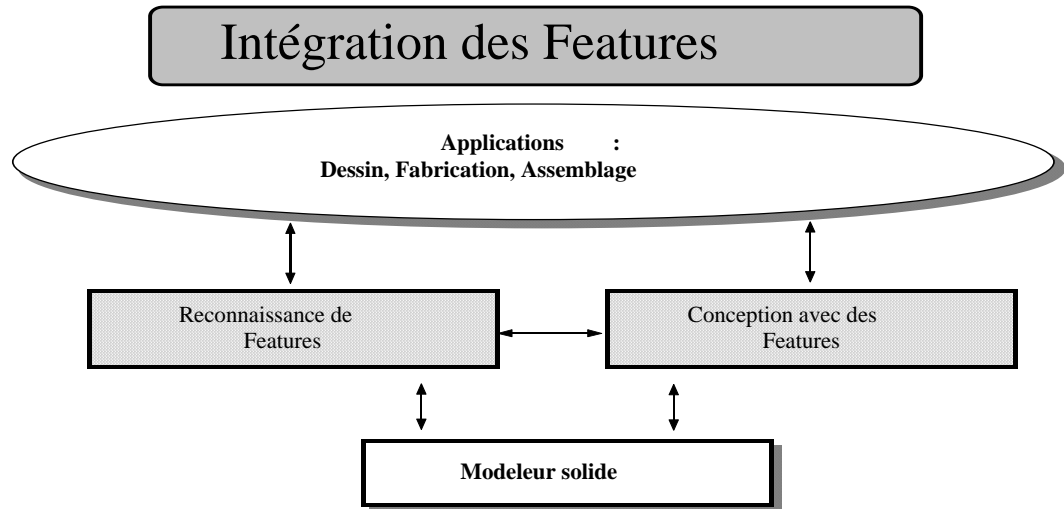 Intégration des Features
Applications :
Dessin, Fabrication, Assemblage
Reconnaissance de
Features
Conception avec des
Features
Modeleur solide